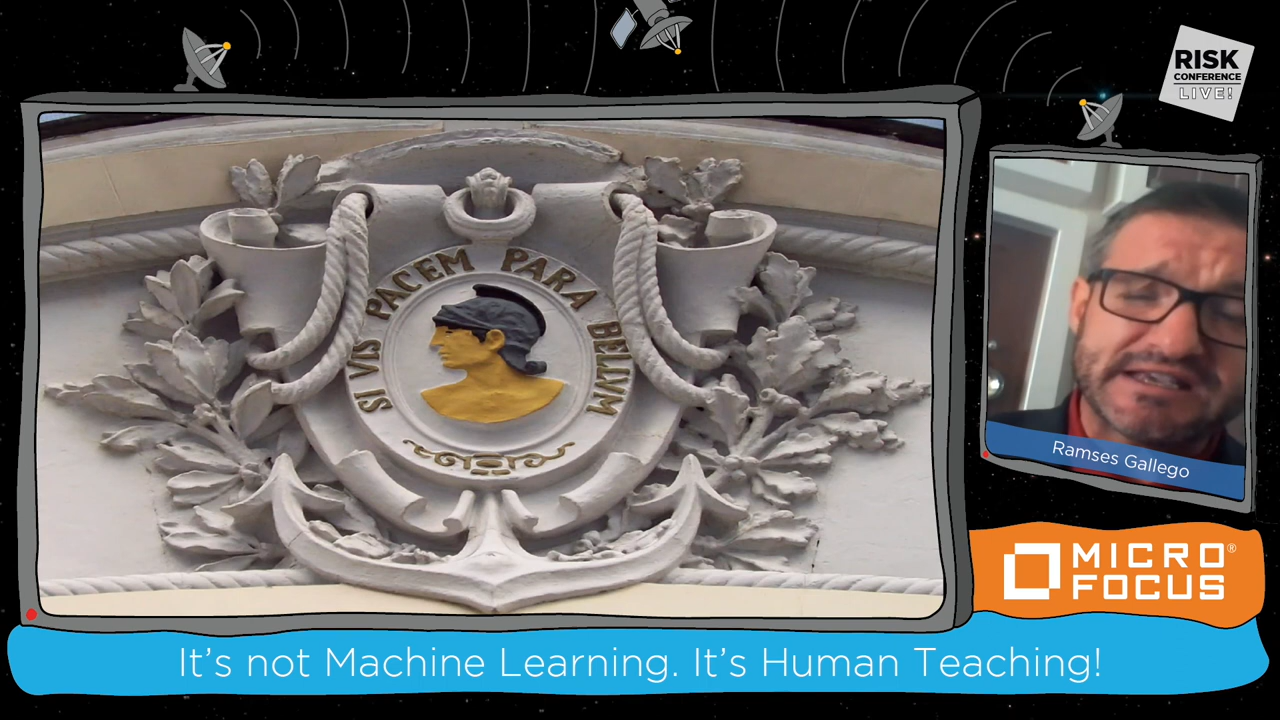 RISK
CONFERENCE
LIVE!
SI VIS PACEM PARA BELLVM
Ramses Gallego
MICRO
FOCUS®
It's not Machine Learning. It's Human Teaching!